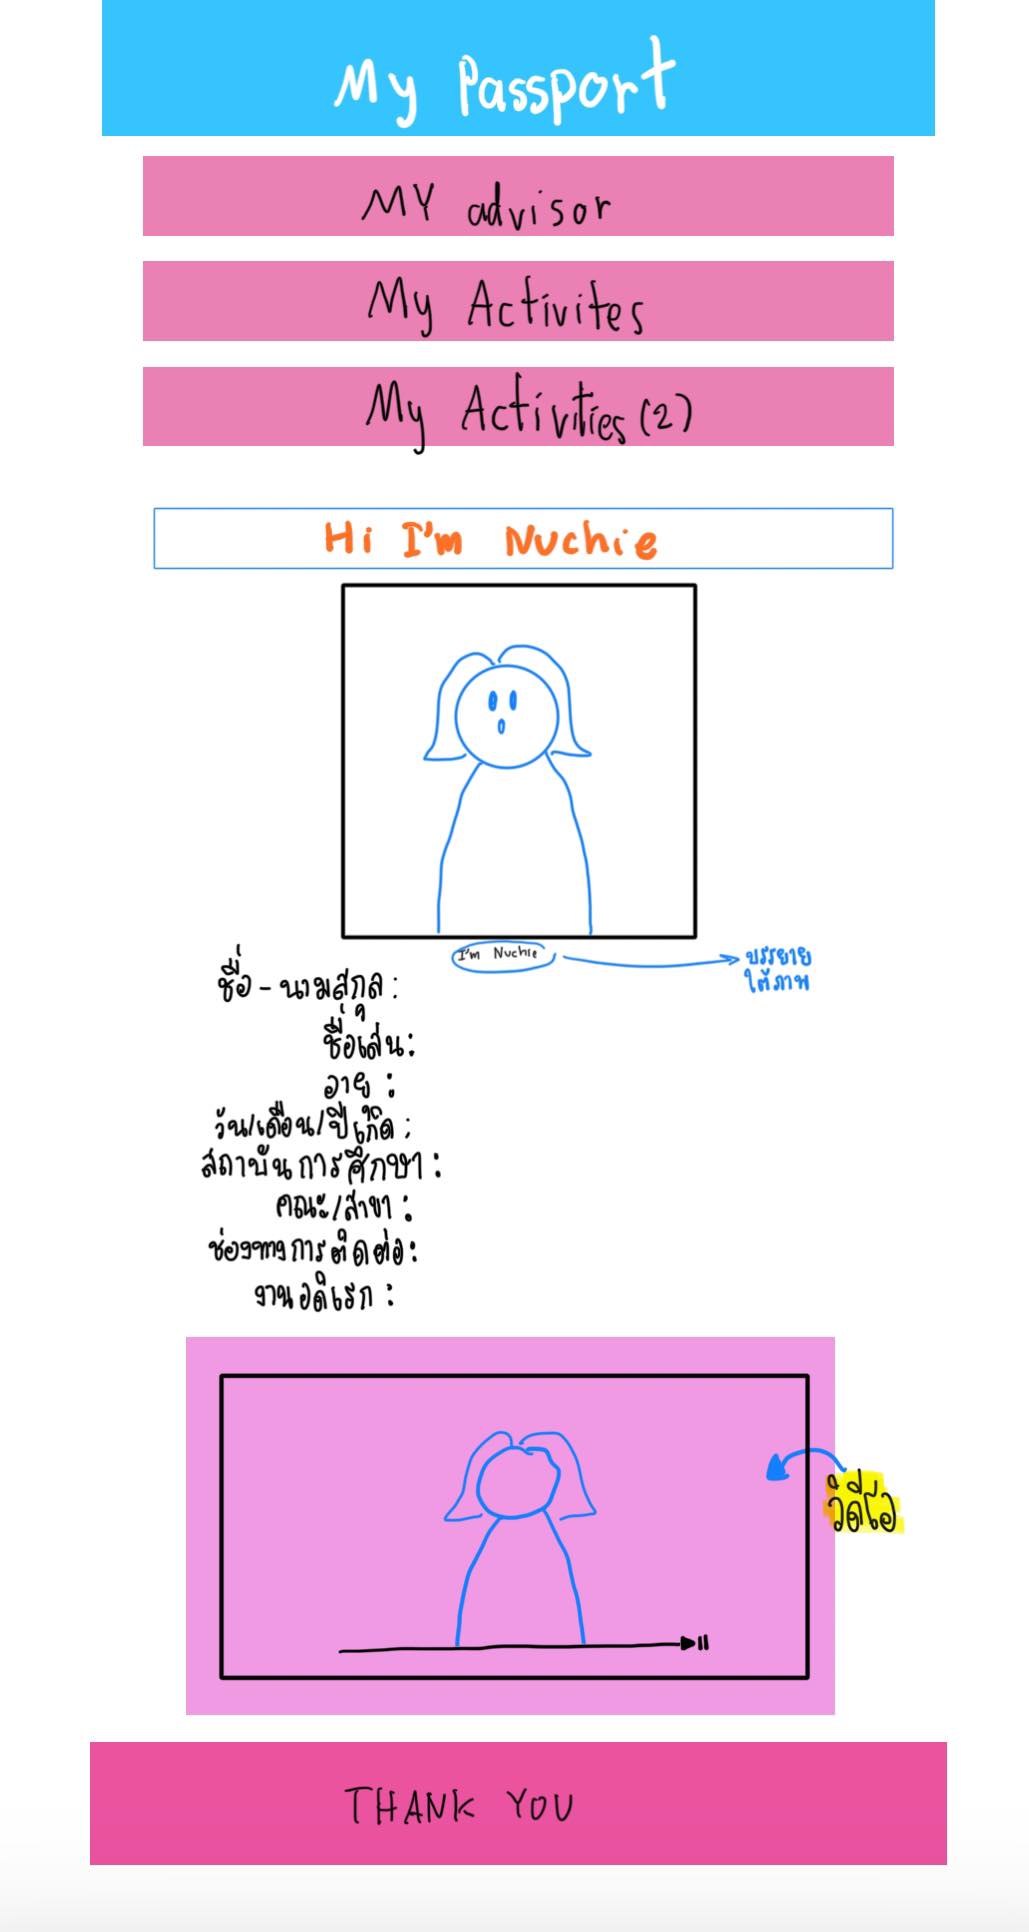 My Passport
MY advisor
My Activites
My Activities (2)
Hi I'm Nuchie
I'm Nuchie
บรรยาย
ใต้ภาพ
ชื่อ - นามสกุล :
ชื่อเล่น :
อายุ :
วัน/เดือน/ปีเกิด :
สถาบันการศึกษา :
คณะ/สาขา :
ช่องทางการติดต่อ :
งานอดิเรก :
วิดีโอ
THANK YOU